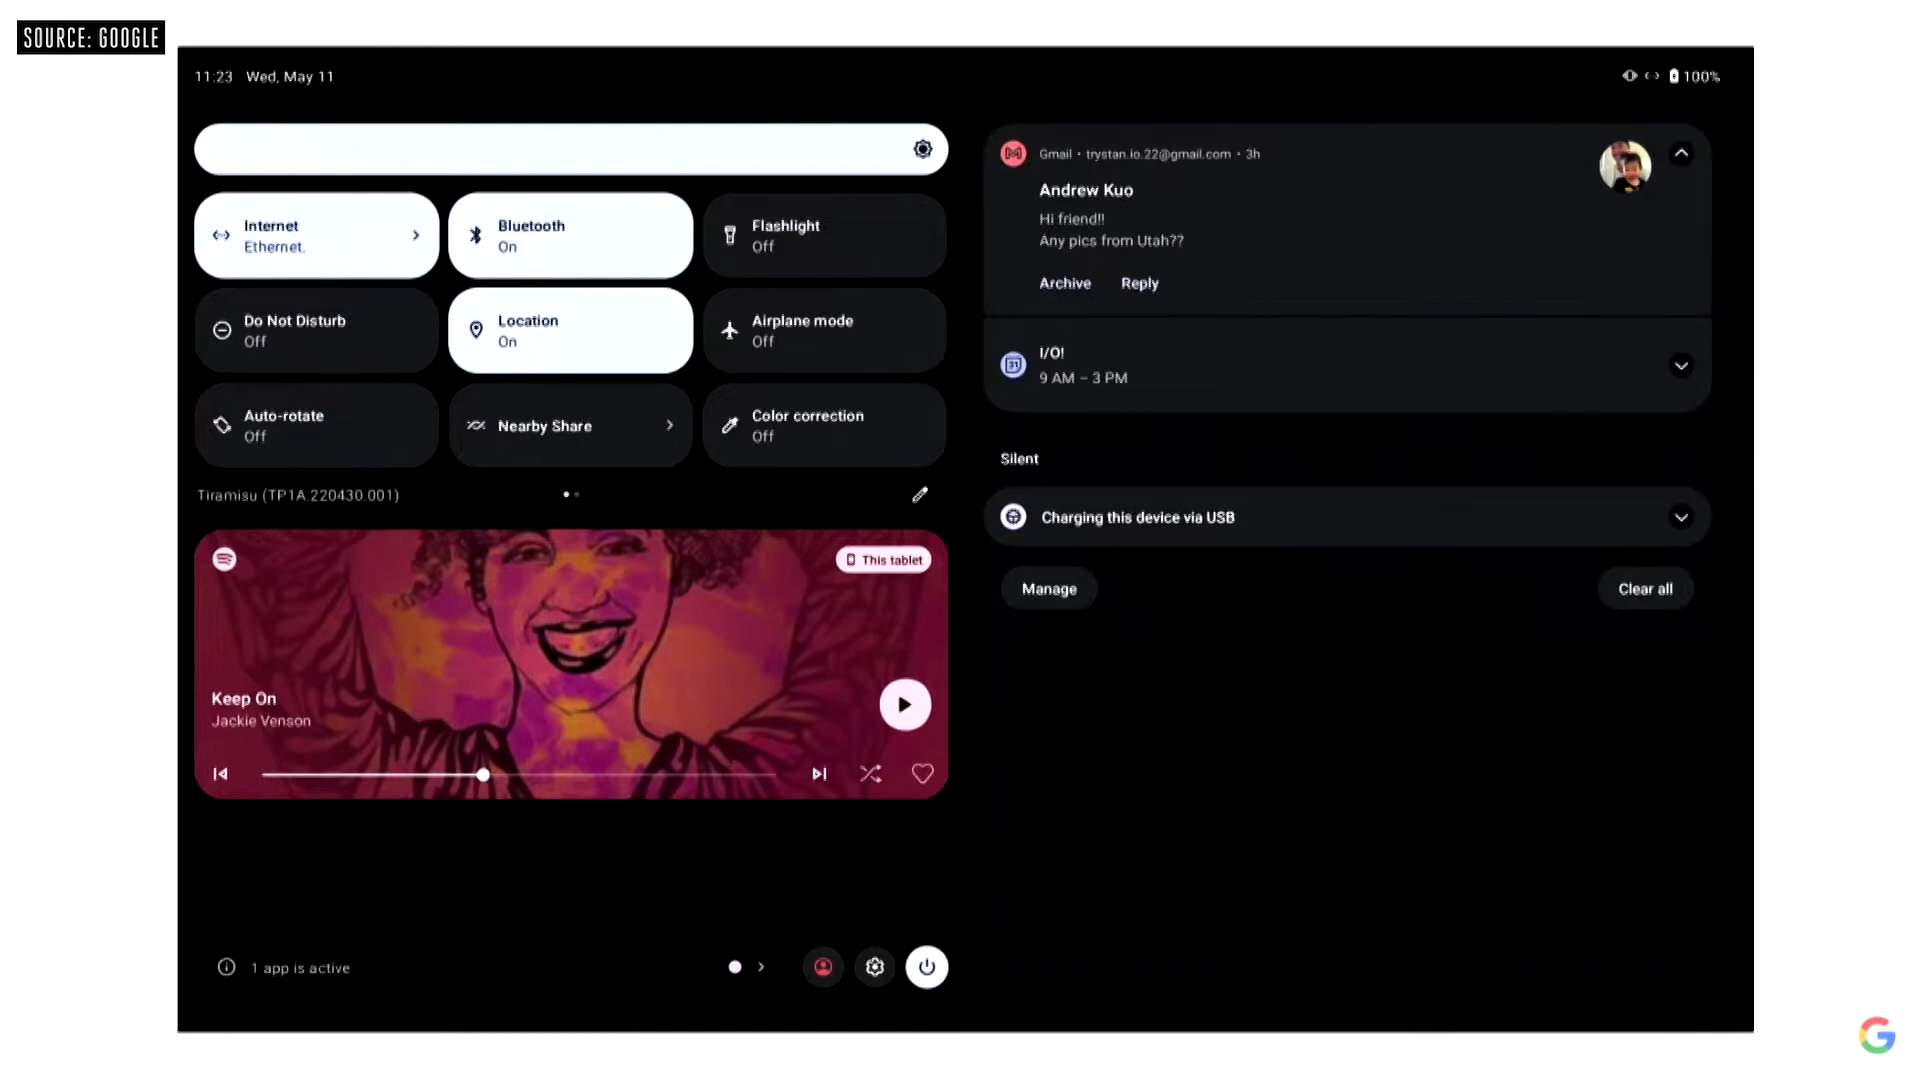 SOURCE: GOOGLE
11:23 Wed, May 11
100%
Internet
Ethernet.
Bluetooth
On
Flashlight
Off
Do Not Disturb
Off
Location
On
Airplane mode
Off
Auto-rotate
Off
Nearby Share
Color correction
Off
Tiramisu (TP1A.220430.001)
This tablet
Keep On
Jackie Venson
1 app is active
Gmail • trystan.io.22@gmail.com • 3h
Andrew Kuo
Hi friend!!
Any pics from Utah??
Archive Reply
31
I/O!
9 AM – 3 PM
Silent
Charging this device via USB
Manage
Clear all